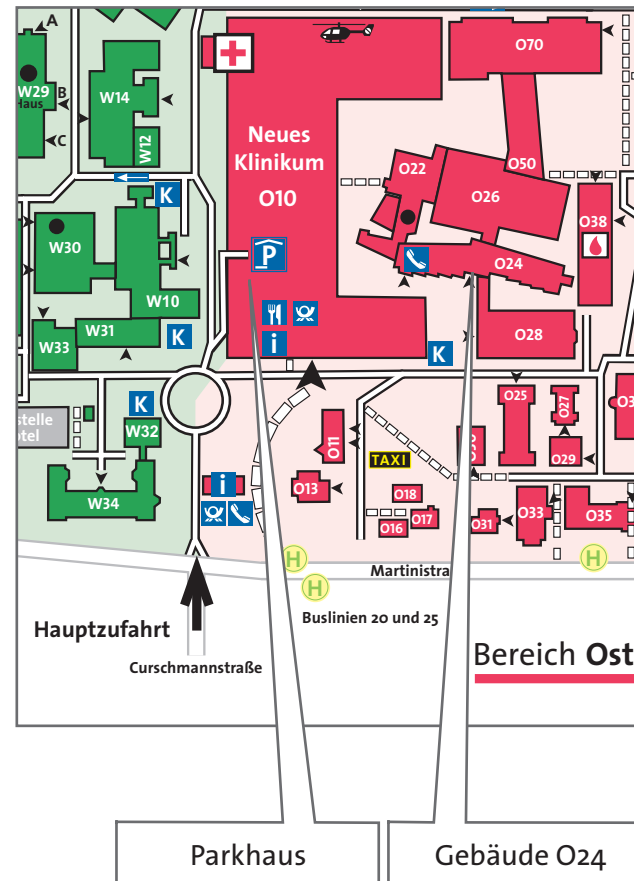 A
O70
W29
B
Haus
W14
C
W12
Neues
Klinikum
O10
O22
O50
O26
K
O38
W30
P
O24
W10
i
W31
W33
K
K
O28
K
W32
O25
O27
stelle
otel
O11
TAXI
O29
W34
i
O13
O18
O16
O17
O31
O33
O35
H
H
H
Martinistra
Hauptzufahrt
Buslinien 20 und 25
Curschmannstraße
Bereich Ost
Parkhaus
Gebäude O24